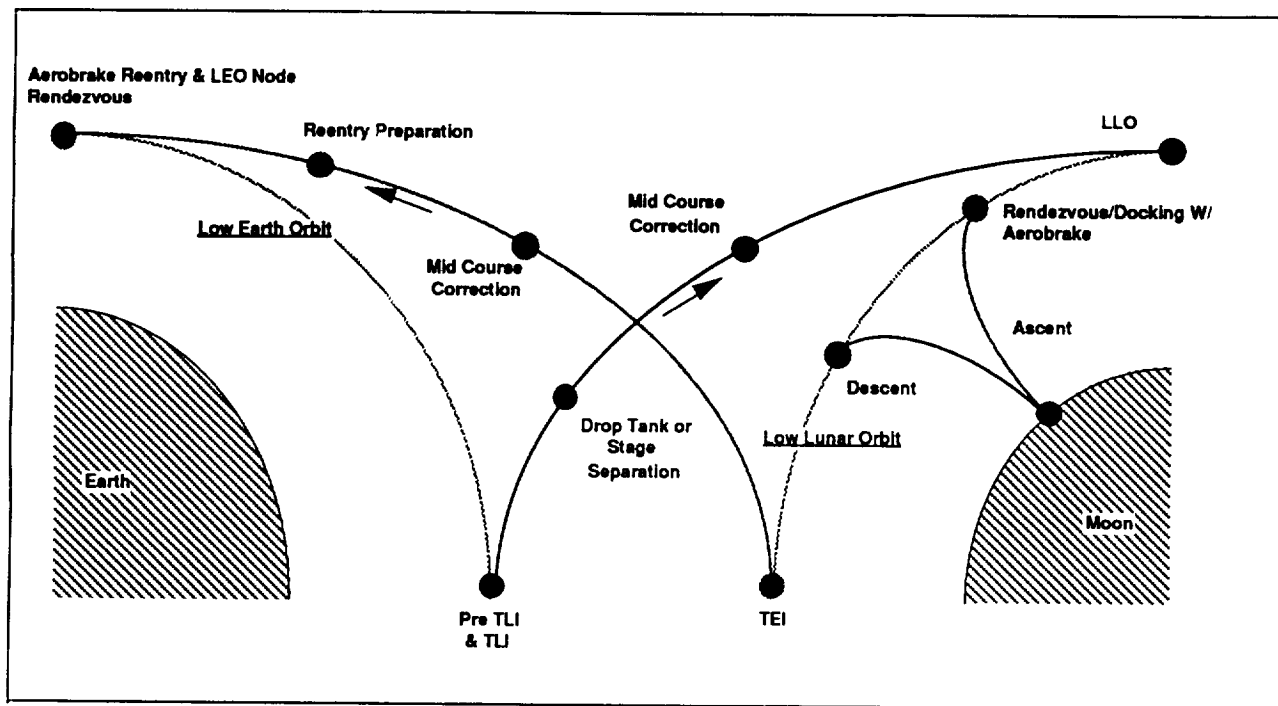 Aerobrake Reentry & LEO Node
Rendezvous
Reentry Preparation
LLO
Mid Course
Correction
Rendezvous/Docking W/
Aerobrake
Low Earth Orbit
Mid Course
Correction
Ascent
Descent
Drop Tank or
Stage
Separation
Low Lunar Orbit
Earth
Moon
Pre TLI
& TLI
TEI